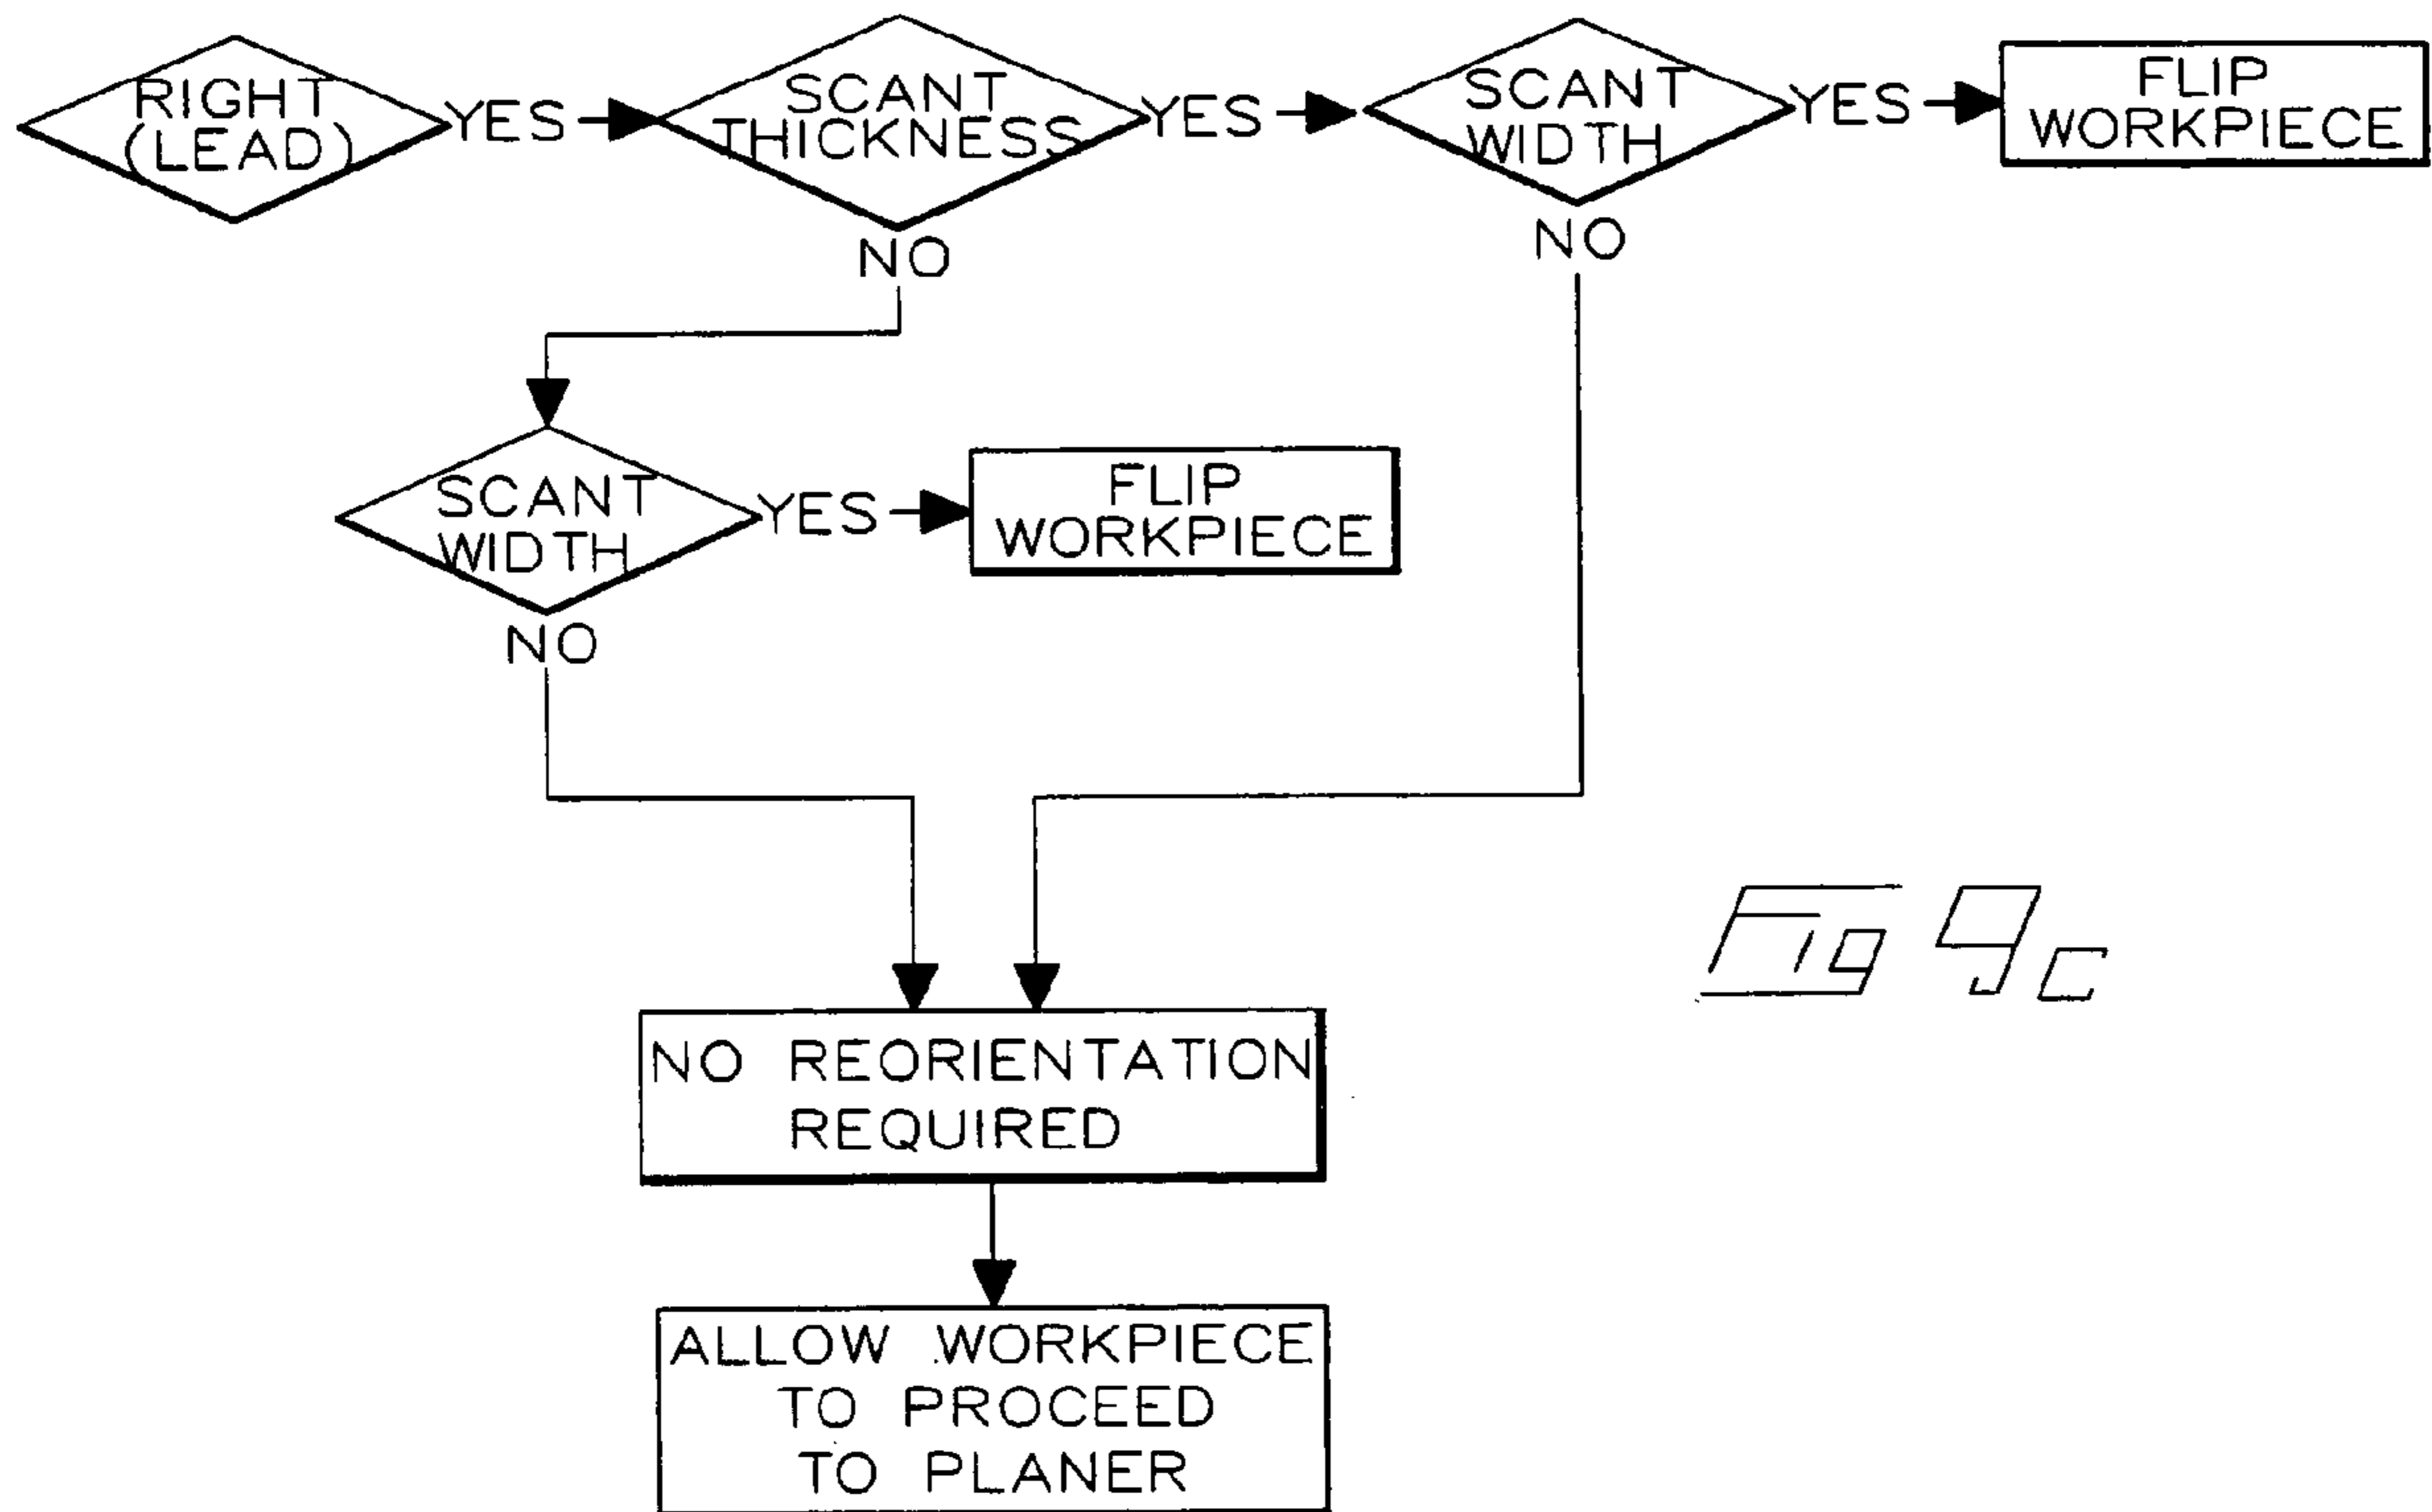 RIGHT
(LEAD)
YES
SCANT
THICKNESS
YES
SCANT
WIDTH
YES
FLIP
WORKPIECE
NO
NO
SCANT
WIDTH
YES
FLIP
WORKPIECE
NO
Fig 9c
NO REORIENTATION
REQUIRED
ALLOW WORKPIECE
TO PROCEED
TO PLANER